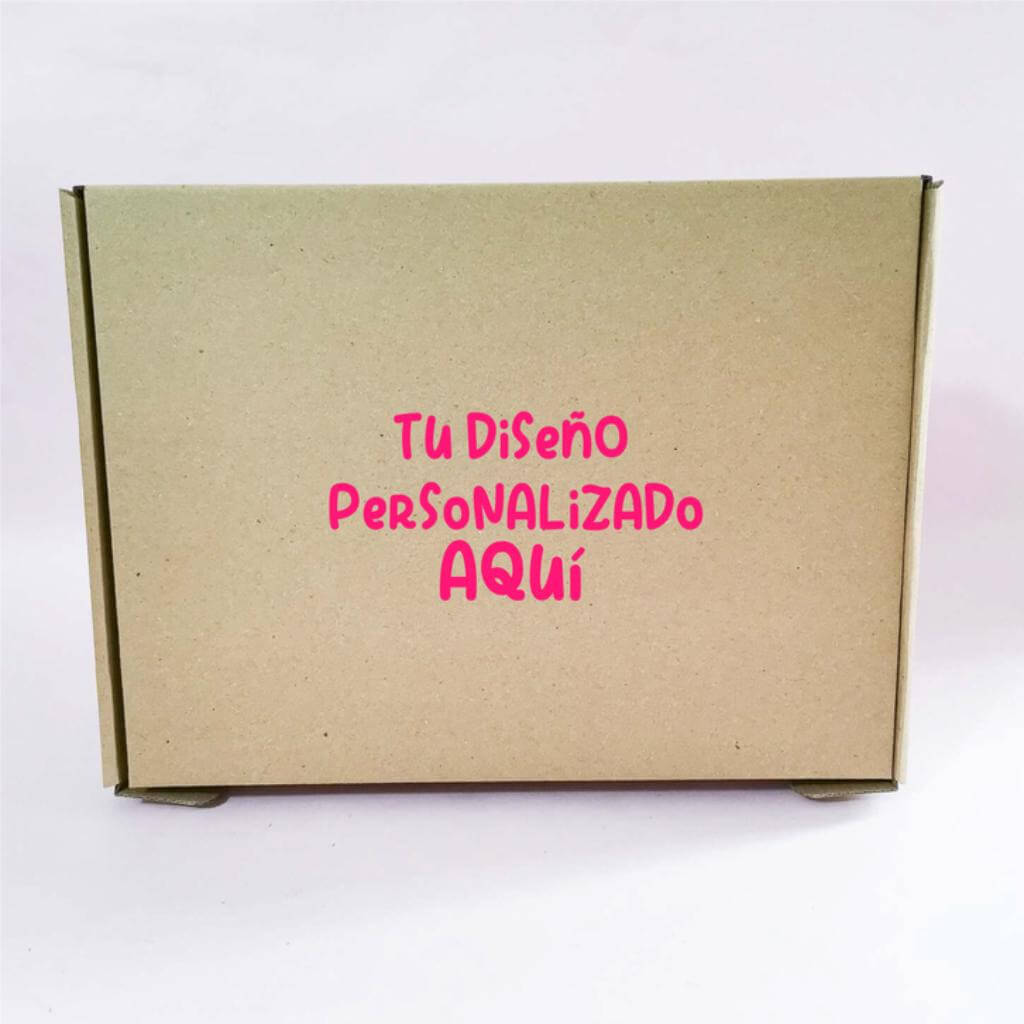 Tu Diseño
PerSoNALiZADo
AQuí